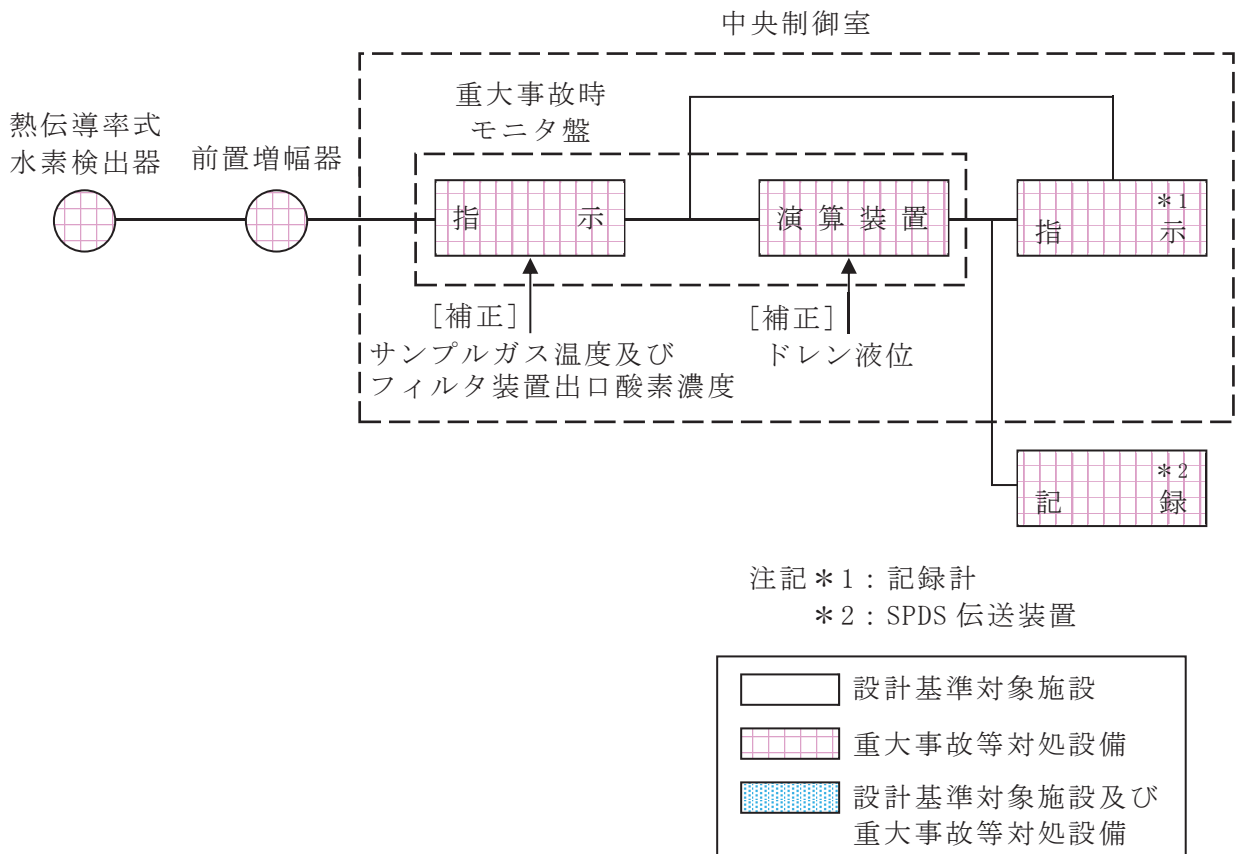 中央制御室
重大事故時
モニタ盤
熱伝導率式
水素検出器
前置増幅器
指示
演算装置
*1
指示
[補正]
サンプルガス温度及び
フィルタ装置出口酸素濃度
[補正]
ドレン液位
*2
記録
注記*1:記録計
*2:SPDS 伝送装置
設計基準対象施設
重大事故等対処設備
設計基準対象施設及び
重大事故等対処設備